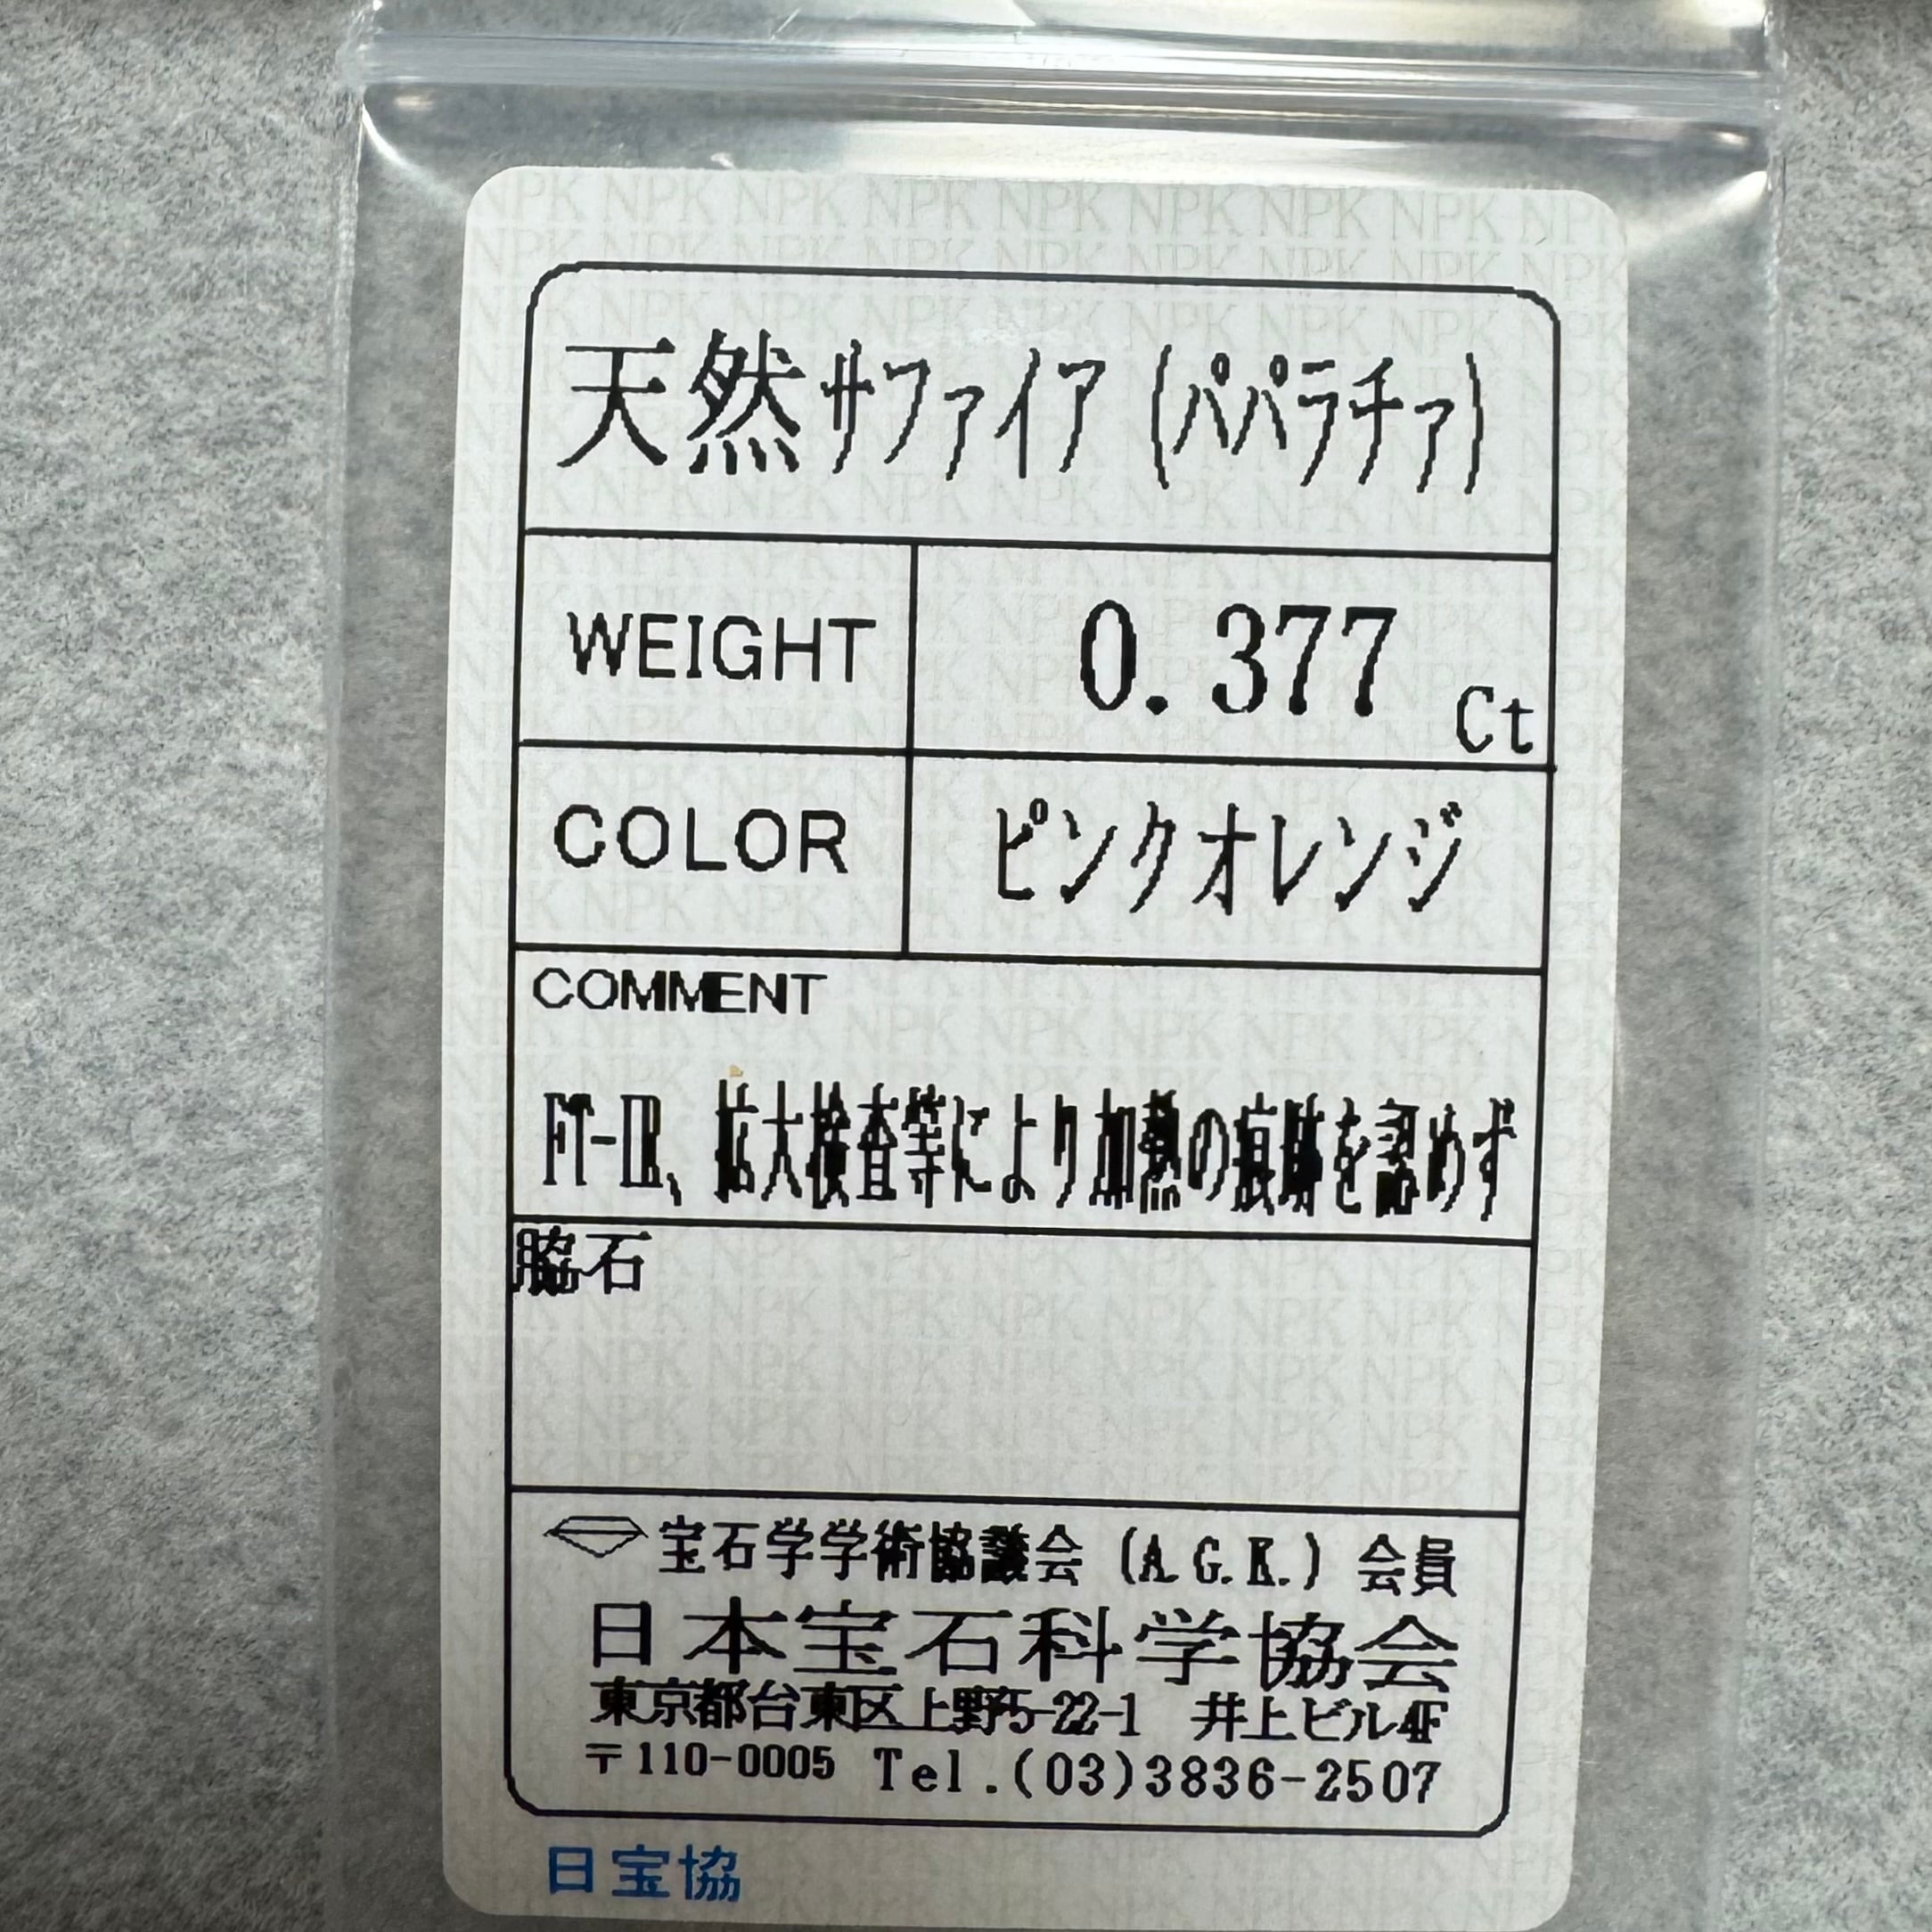 天然サファイア(パパラチァ)
WEIGHT 0.377 Ct
COLOR ピンクオレンジ
COMMENT
FT-IR、拡大検査等により加熱の痕跡を認めず
脇石
宝石学学術協議会(A.G.K.)会員
日本宝石科学協会
東京都台東区上野5-22-1 井上ビル4F
〒110-0005 Tel.(03)3836-2507
日宝協